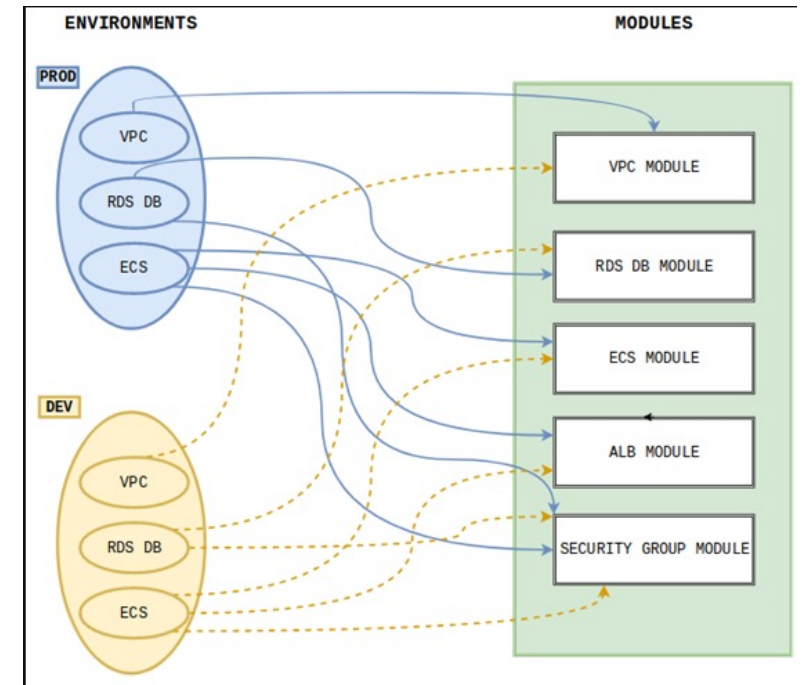 ENVIRONMENTS
MODULES
PROD
VPC
RDS DB
ECS
DEV
VPC
RDS DB
ECS
VPC MODULE
RDS DB MODULE
ECS MODULE
ALB MODULE
SECURITY GROUP MODULE